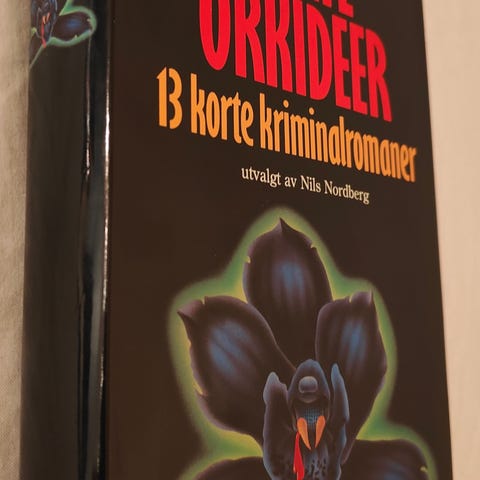 ORKIDEER
13 korte kriminalromaner
utvalgt av Nils Nordberg